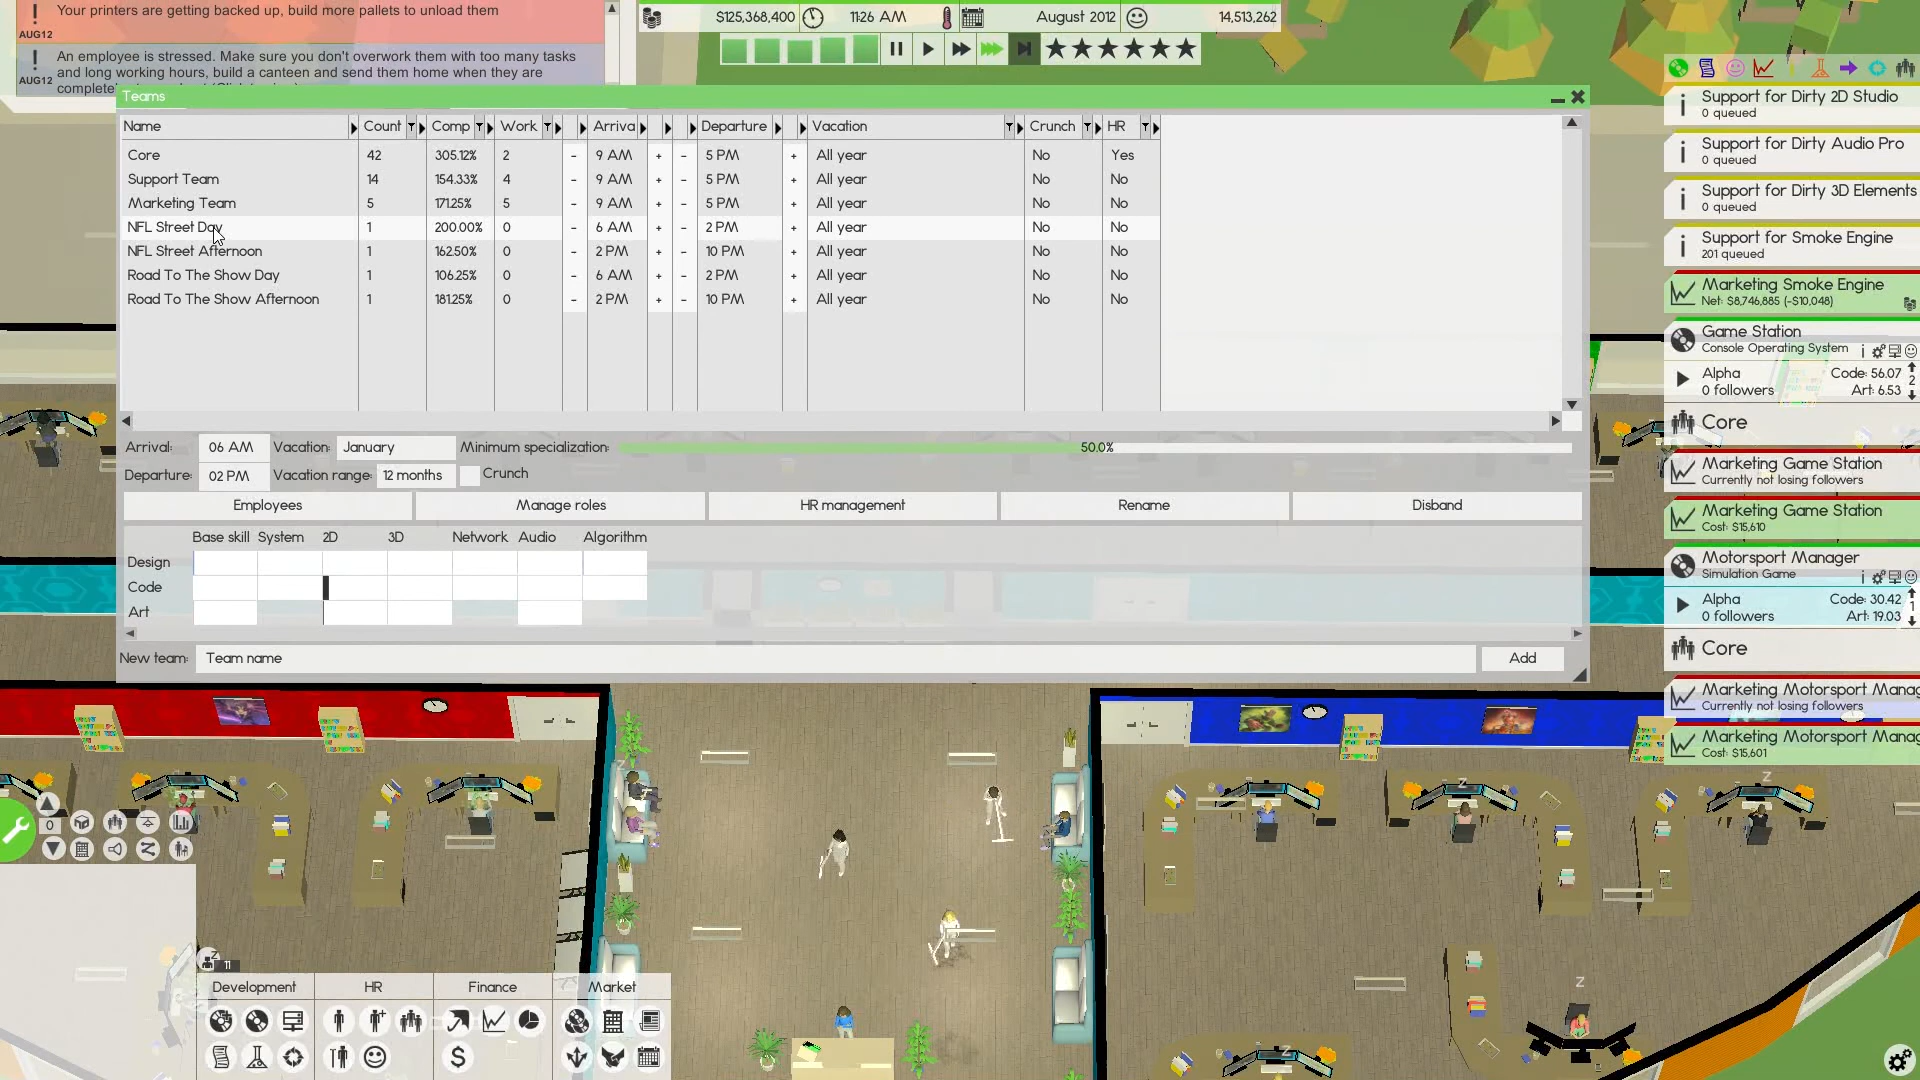 Your printers are getting backed up, build more pallets to unload them
AUG12
An employee is stressed. Make sure you don't overwork them with too many tasks
and long working hours, build a canteen and send them home when they are
AUG12
$125,368,400
11:26 AM
August 2012
14,513,262
Teams
Name Count Comp Work Arriva Departure Vacation Crunch HR
Core 42 305.12% 2 - 9 AM + - 5 PM + All year No Yes
Support Team 14 154.33% 4 - 9 AM + - 5 PM + All year No No
Marketing Team 5 171.25% 5 - 9 AM + - 5 PM + All year No No
NFL Street Day 1 200.00% 0 - 6 AM + - 2 PM + All year No No
NFL Street Afternoon 1 162.50% 0 - 2 PM + - 10 PM + All year No No
Road To The Show Day 1 106.25% 0 - 6 AM + - 2 PM + All year No No
Road To The Show Afternoon 1 181.25% 0 - 2 PM + - 10 PM + All year No No
Arrival: 06 AM Vacation: January Minimum specialization: 50.0%
Departure: 02 PM Vacation range: 12 months Crunch
Employees Manage roles HR management Rename Disband
Base skill System 2D 3D Network Audio Algorithm
Design
Code
Art
New team: Team name Add
Support for Dirty 2D Studio
0 queued
Support for Dirty Audio Pro
0 queued
Support for Dirty 3D Elements
0 queued
Support for Smoke Engine
201 queued
Marketing Smoke Engine
Net: $8,746,885 (-$10,048)
Game Station
Console Operating System
Alpha Code: 56.07
0 followers Art: 6.53
2
Core
Marketing Game Station
Currently not losing followers
Marketing Game Station
Cost: $15,610
Motorsport Manager
Simulation Game
Alpha Code: 30.42
0 followers Art: 19.03
1
Core
Marketing Motorsport Manag
Currently not losing followers
Marketing Motorsport Manag
Cost: $15,601
0
11
Development HR Finance Market